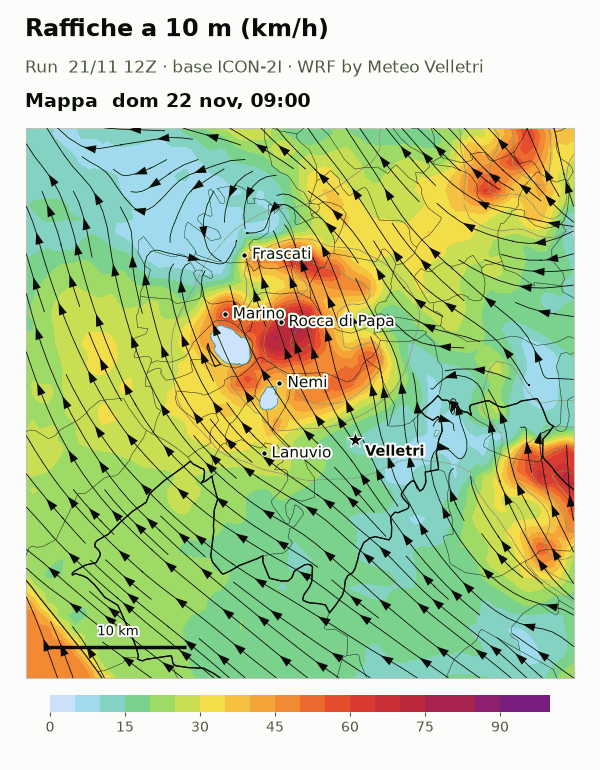 Raffiche a 10 m (km/h)
Run 21/11 12Z · base ICON-2I · WRF by Meteo Velletri
Mappa dom 22 nov, 09:00
Frascati
Marino
Rocca di Papa
Nemi
Velletri
Lanuvio
10 km
0 15 30 45 60 75 90